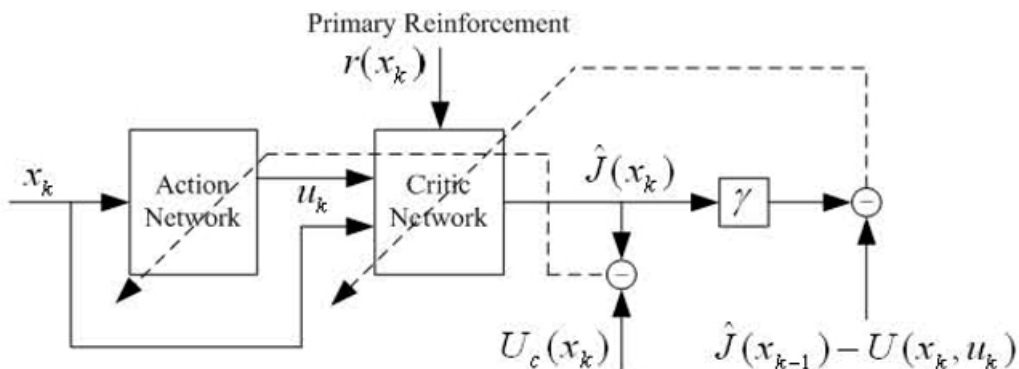 Primary Reinforcement
r(x_k)
x_k
Action
Network
u_k
Critic
Network
Ĵ(x_k)
γ
−
−
U_c(x_k)
Ĵ(x_{k-1}) − U(x_k, u_k)